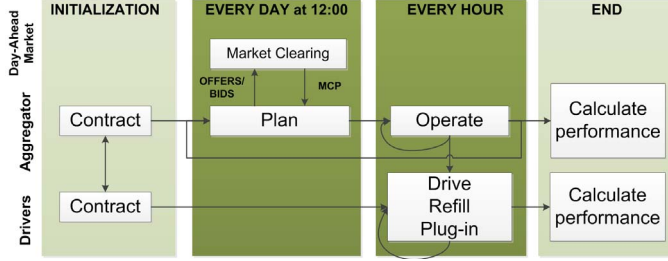 INITIALIZATION
EVERY DAY at 12:00
EVERY HOUR
END
Day-Ahead
Market
Market Clearing
OFFERS/
BIDS
MCP
Aggregator
Contract
Plan
Operate
Calculate
performance
Drivers
Contract
Drive
Refill
Plug-in
Calculate
performance